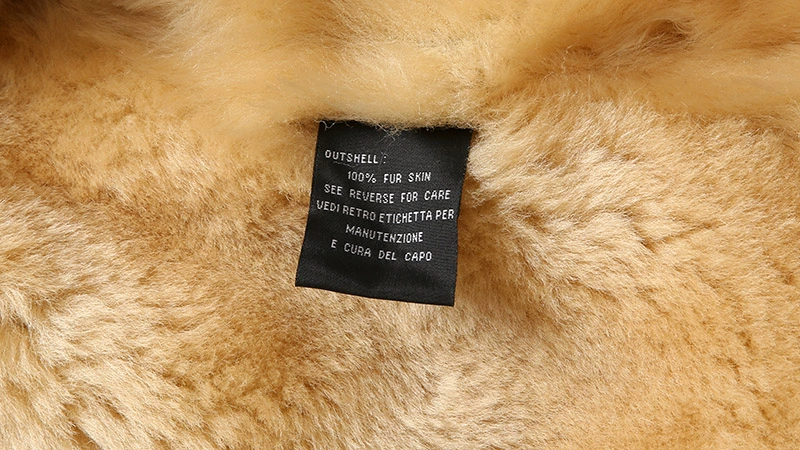 OUTSHELL:
100% FUR SKIN
SEE REVERSE FOR CARE
VEDI RETRO ETICHETTA PER
MANUTENZIONE
E CURA DEL CAPO